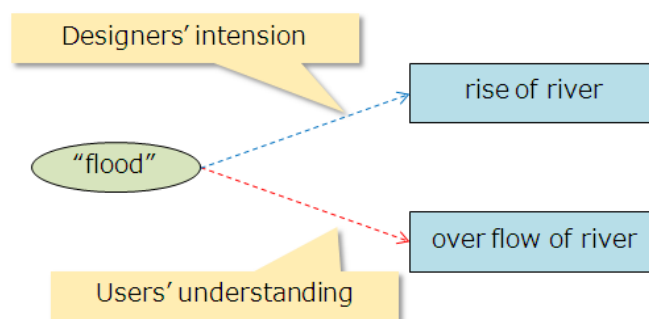 Designers’ intension
rise of river
“flood”
over flow of river
Users’ understanding